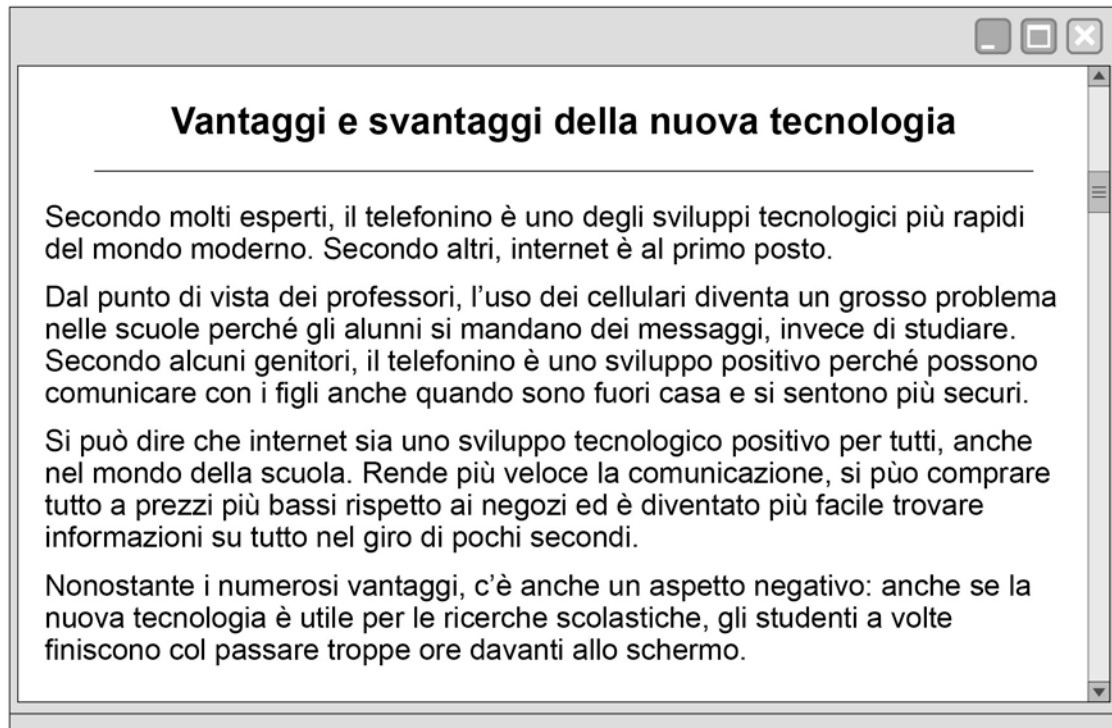 Vantaggi e svantaggi della nuova tecnologia
Secondo molti esperti, il telefonino è uno degli sviluppi tecnologici più rapidi
del mondo moderno. Secondo altri, internet è al primo posto.
Dal punto di vista dei professori, l’uso dei cellulari diventa un grosso problema
nelle scuole perché gli alunni si mandano dei messaggi, invece di studiare.
Secondo alcuni genitori, il telefonino è uno sviluppo positivo perché possono
comunicare con i figli anche quando sono fuori casa e si sentono più securi.
Si può dire che internet sia uno sviluppo tecnologico positivo per tutti, anche
nel mondo della scuola. Rende più veloce la comunicazione, si pùo comprare
tutto a prezzi più bassi rispetto ai negozi ed è diventato più facile trovare
informazioni su tutto nel giro di pochi secondi.
Nonostante i numerosi vantaggi, c’è anche un aspetto negativo: anche se la
nuova tecnologia è utile per le ricerche scolastiche, gli studenti a volte
finiscono col passare troppe ore davanti allo schermo.